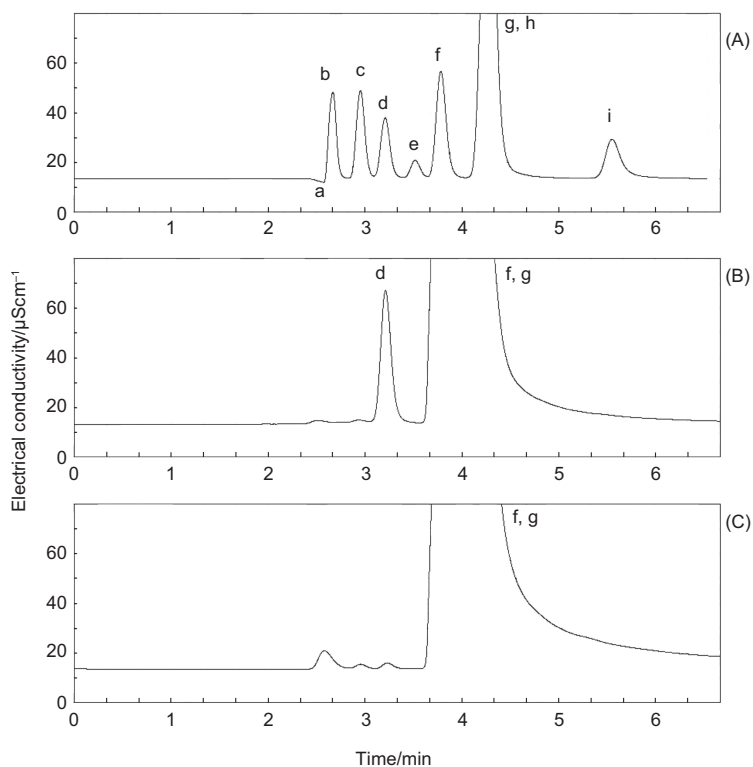 Electrical conductivity/µScm⁻¹
(A)
80
60
40
20
0
a
b
c
d
e
f
g, h
i
0 1 2 3 4 5 6
(B)
60
40
20
0
d
f, g
0 1 2 3 4 5 6
(C)
60
40
20
0
f, g
0 1 2 3 4 5 6
Time/min